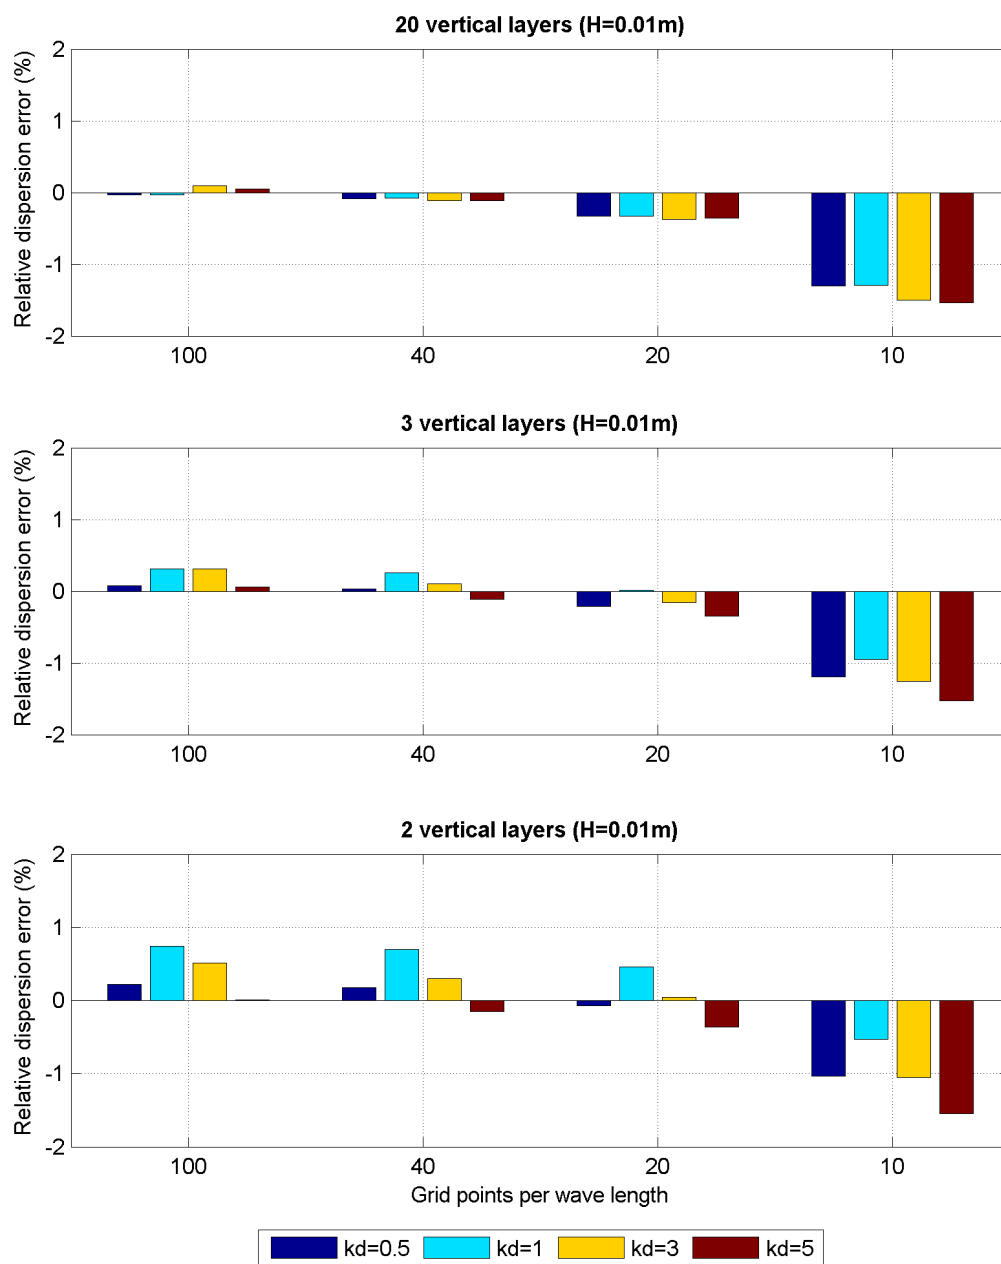 20 vertical layers (H=0.01m)
Relative dispersion error (%)
2
1
0
-1
-2
100 40 20 10
3 vertical layers (H=0.01m)
Relative dispersion error (%)
2
1
0
-1
-2
100 40 20 10
2 vertical layers (H=0.01m)
Relative dispersion error (%)
2
1
0
-1
-2
100 40 20 10
Grid points per wave length
kd=0.5 kd=1 kd=3 kd=5